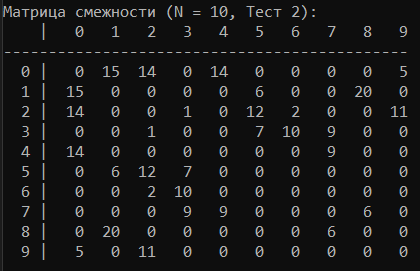 Матрица смежности (N = 10, Тест 2):
    |   0   1   2   3   4   5   6   7   8   9
---------------------------------------------
  0 |   0  15  14   0  14   0   0   0   0   5
  1 |  15   0   0   0   0   6   0   0  20   0
  2 |  14   0   0   1   0  12   2   0   0  11
  3 |   0   0   1   0   0   7  10   9   0   0
  4 |  14   0   0   0   0   0   0   9   0   0
  5 |   0   6  12   7   0   0   0   0   0   0
  6 |   0   0   2  10   0   0   0   0   0   0
  7 |   0   0   0   9   9   0   0   0   6   0
  8 |   0  20   0   0   0   0   0   6   0   0
  9 |   5   0  11   0   0   0   0   0   0   0